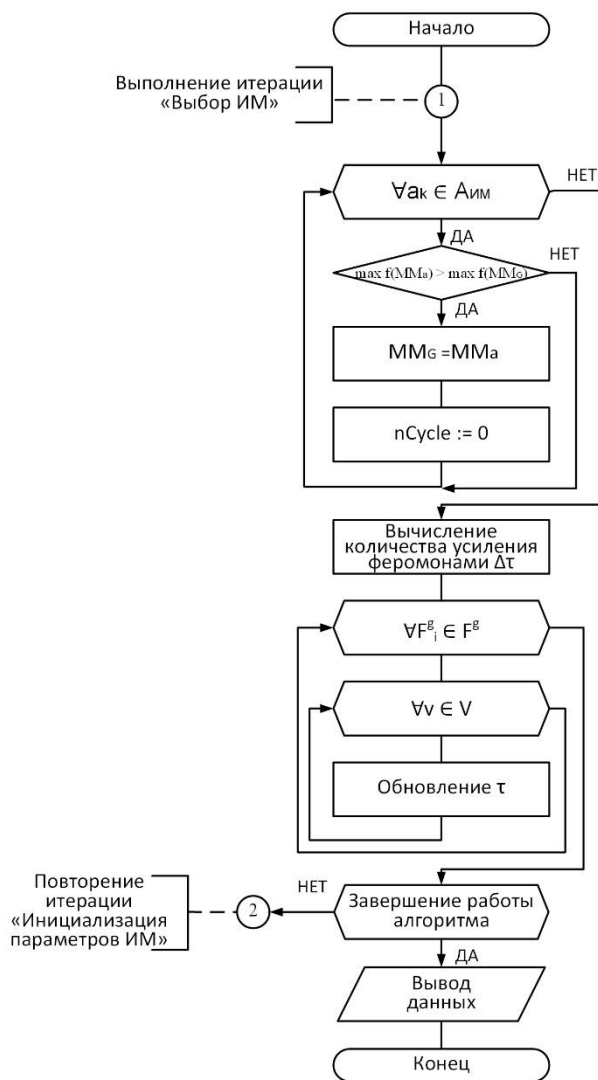 Начало
Выполнение итерации
«Выбор ИМ»
1
∀aₖ ∈ Aим
НЕТ
ДА
max f(MMa) > max f(MMG)
НЕТ
ДА
MMG =MMa
nCycle := 0
Вычисление
количества усиления
феромонами Δτ
∀Fᵍi ∈ Fᵍ
∀v ∈ V
Обновление τ
Повторение
итерации
«Инициализация
параметров ИМ»
2
НЕТ
Завершение работы
алгоритма
ДА
Вывод
данных
Конец